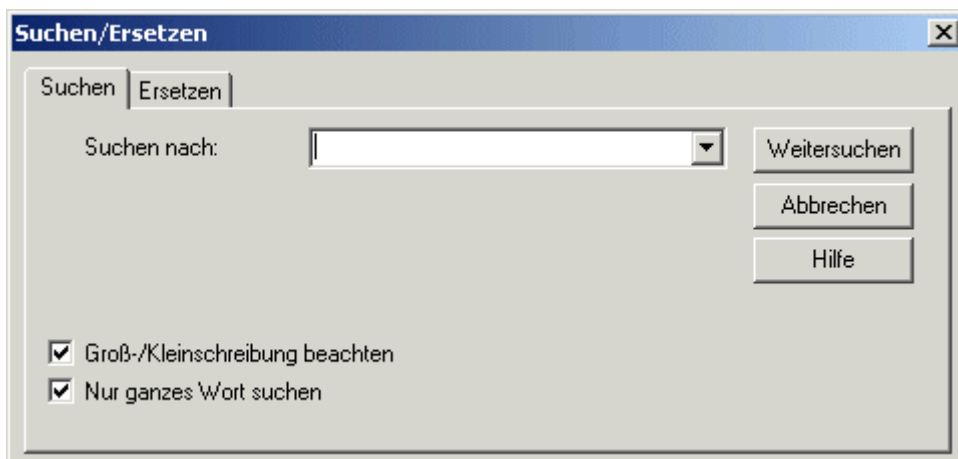 Suchen/Ersetzen
Suchen
Ersetzen
Suchen nach:
Weitersuchen
Abbrechen
Hilfe
Groß-/Kleinschreibung beachten
Nur ganzes Wort suchen